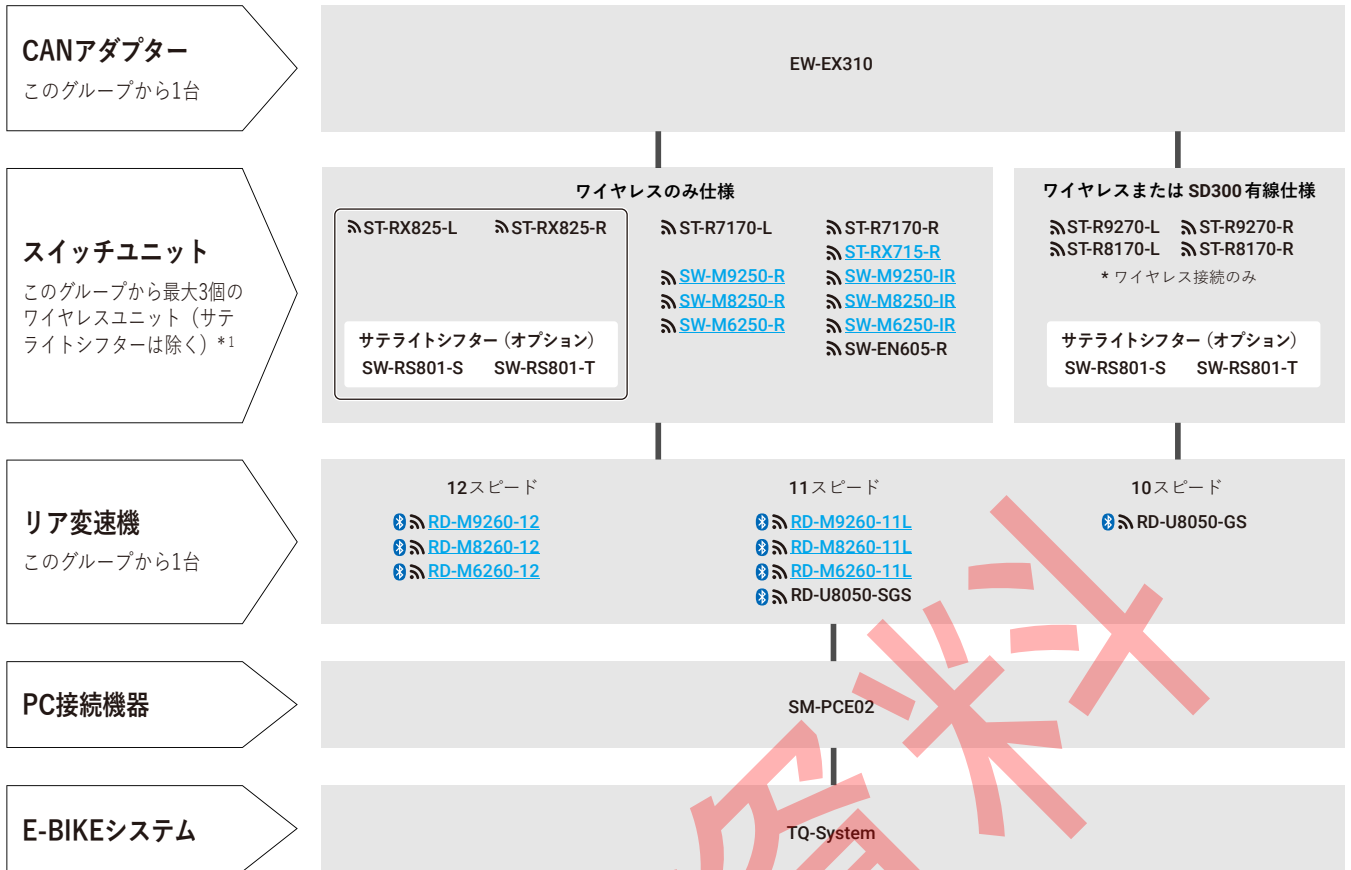 CANアダプター
このグループから1台
EW-EX310
スイッチユニット
このグループから最大3個の
ワイヤレスユニット（サテ
ライトシフターは除く）*1
ワイヤレスのみ仕様
ST-RX825-L ST-RX825-R ST-R7170-L ST-R7170-R
ST-RX715-R
SW-M9250-R SW-M9250-IR
SW-M8250-R SW-M8250-IR
SW-M6250-R SW-M6250-IR
SW-EN605-R
サテライトシフター（オプション）
SW-RS801-S SW-RS801-T
ワイヤレスまたは SD300 有線仕様
ST-R9270-L ST-R9270-R
ST-R8170-L ST-R8170-R
* ワイヤレス接続のみ
サテライトシフター（オプション）
SW-RS801-S SW-RS801-T
リア変速機
このグループから1台
12スピード 11スピード 10スピード
RD-M9260-12 RD-M9260-11L RD-U8050-GS
RD-M8260-12 RD-M8260-11L
RD-M6260-12 RD-M6260-11L
RD-U8050-SGS
PC接続機器
SM-PCE02
E-BIKEシステム
TQ-System
料